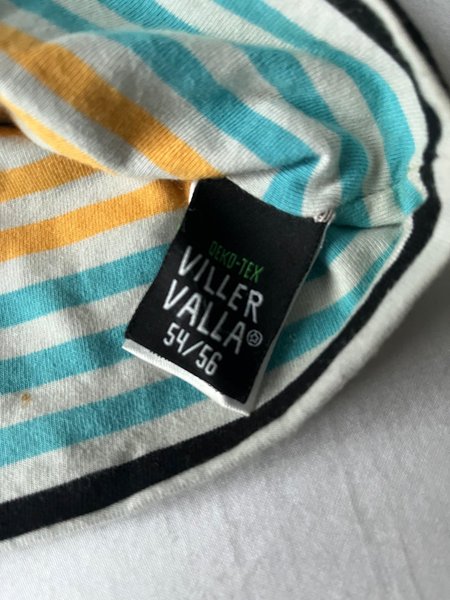 OEKO-TEX
VILLER
VALLA®
54/56